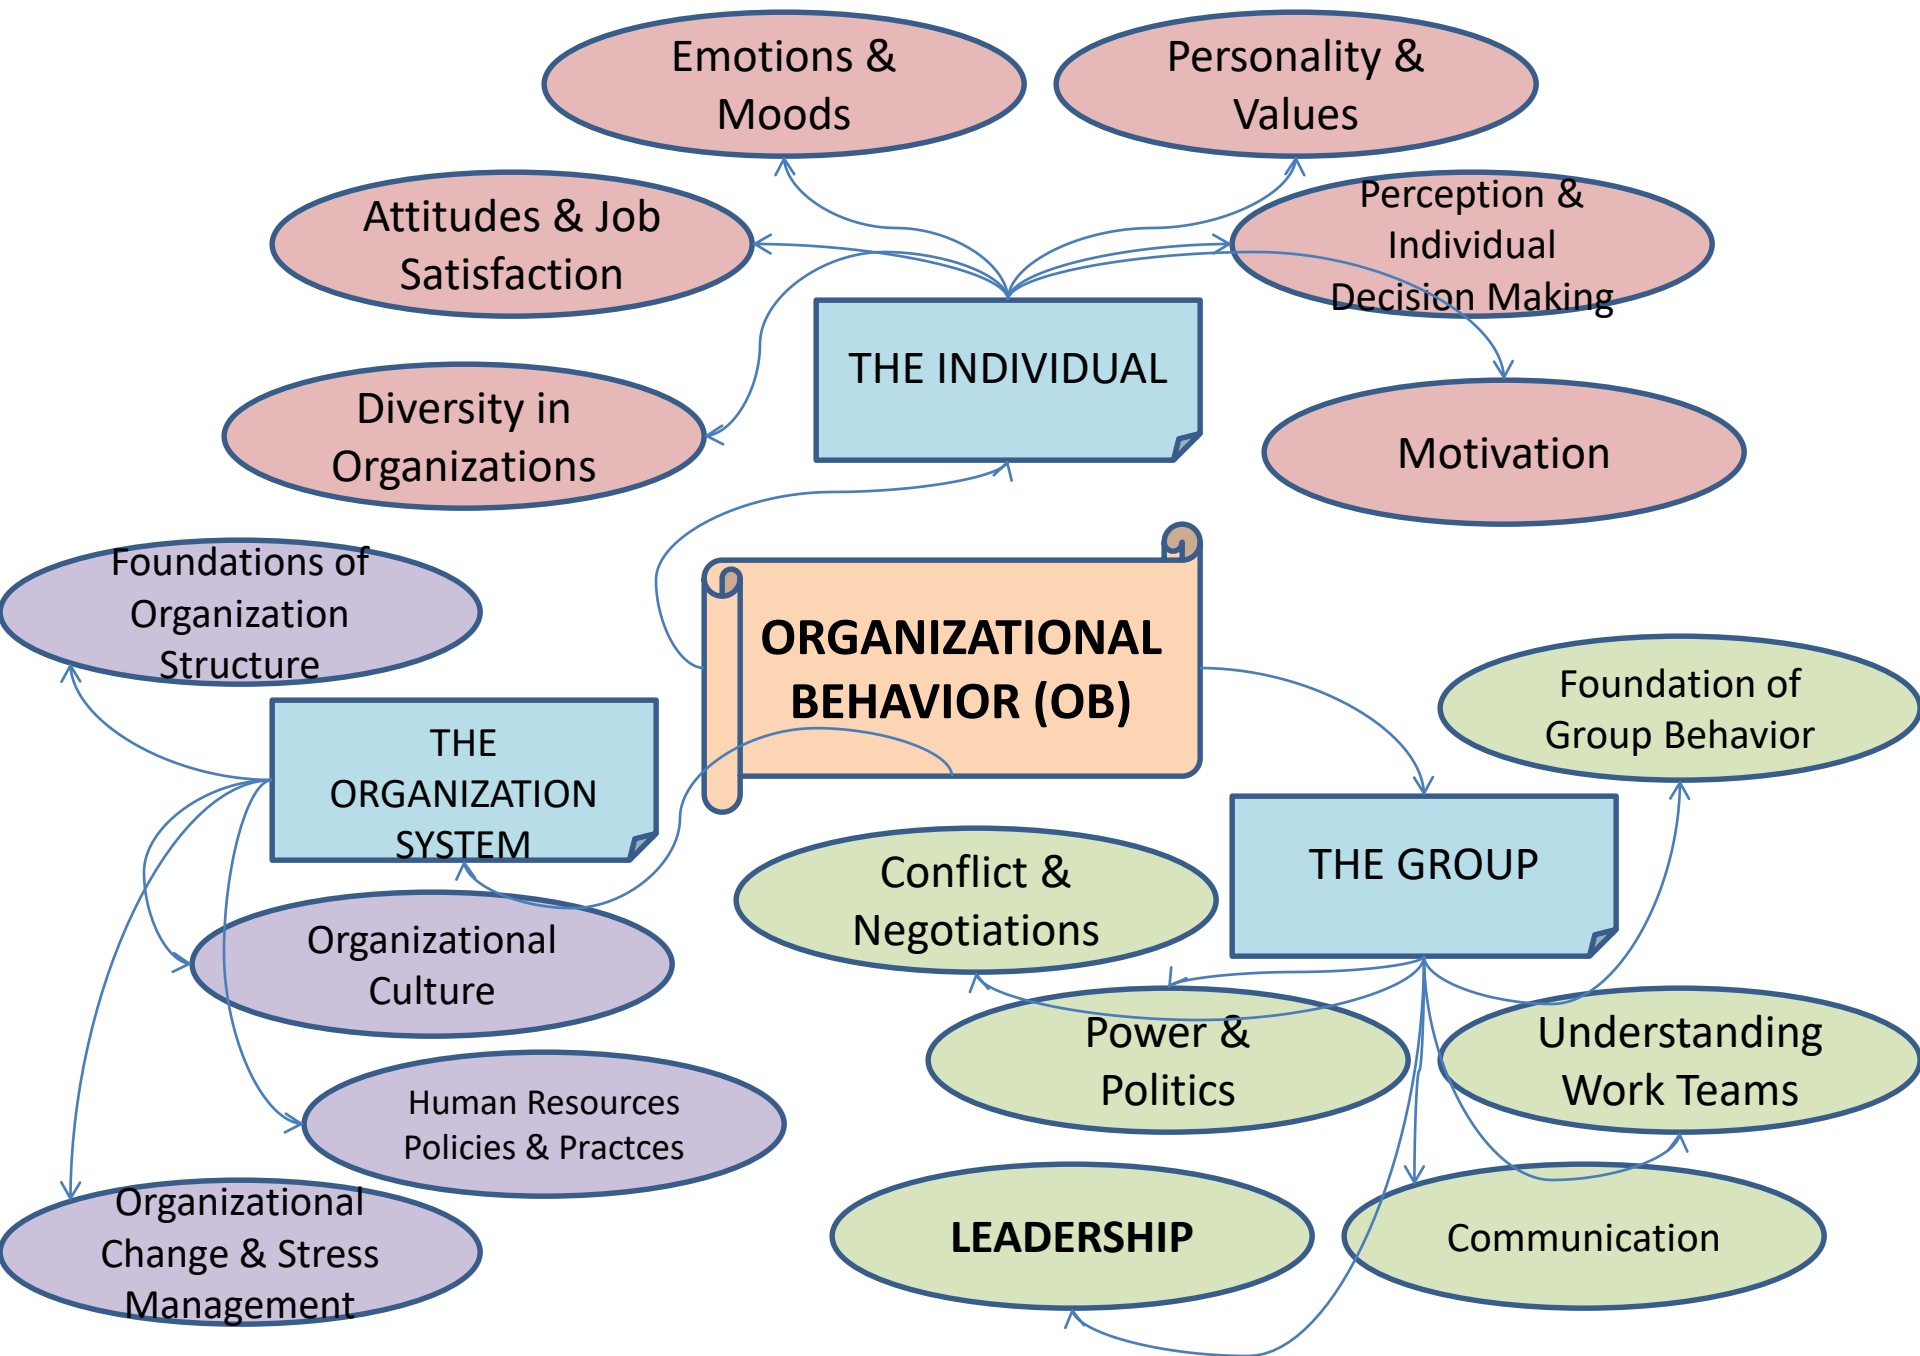 Emotions &
Moods
Personality &
Values
Attitudes & Job
Satisfaction
Perception &
Individual
Decision Making
THE INDIVIDUAL
Diversity in
Organizations
Motivation
Foundations of
Organization
Structure
ORGANIZATIONAL
BEHAVIOR (OB)
Foundation of
Group Behavior
THE
ORGANIZATION
SYSTEM
Conflict &
Negotiations
THE GROUP
Organizational
Culture
Power &
Politics
Understanding
Work Teams
Human Resources
Policies & Practces
Organizational
Change & Stress
Management
LEADERSHIP
Communication